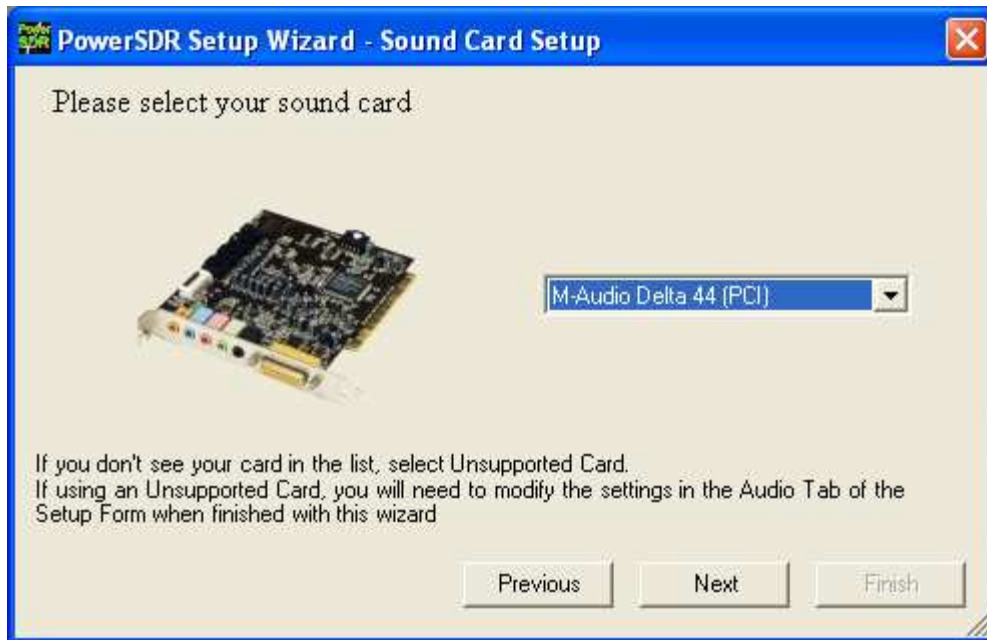 Power SDR
PowerSDR Setup Wizard - Sound Card Setup
Please select your sound card
M-Audio Delta 44 (PCI)
If you don't see your card in the list, select Unsupported Card.
If using an Unsupported Card, you will need to modify the settings in the Audio Tab of the
Setup Form when finished with this wizard
Previous
Next
Finish